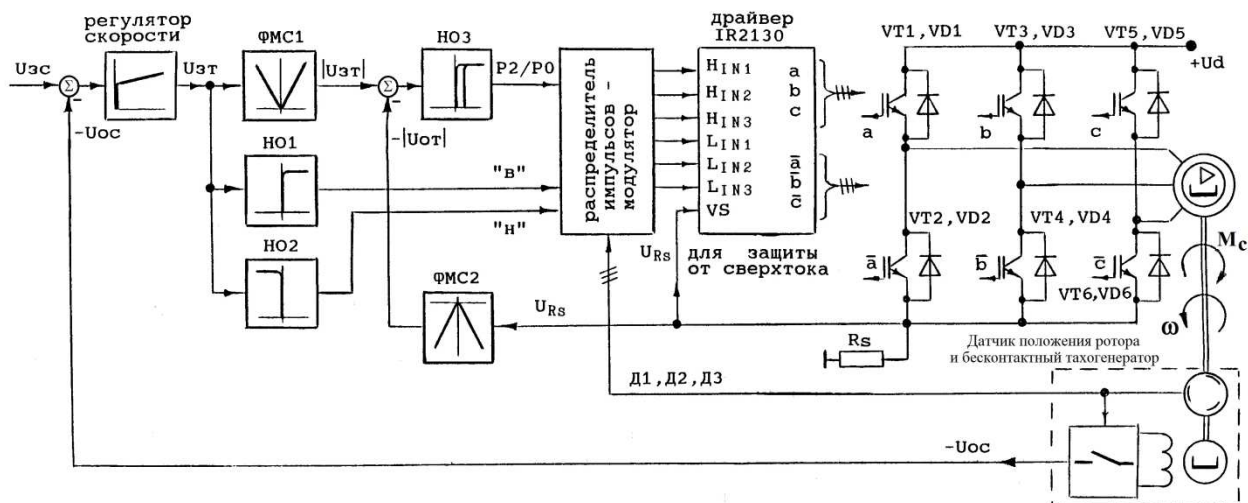 регулятор
скорости
ФМС1
НО3
драйвер
IR2130
VT1,VD1
VT3,VD3
VT5,VD5
+Ud
Uзс
Σ
-
Uзт
|Uзт|
Σ
-
P2/P0
-Uос
-|Uот|
распределитель
импульсов -
модулятор
HIN1
HIN2
HIN3
LIN1
LIN2
LIN3
VS
a
b
c
a̅
b̅
c̅
a
b
c
НО1
"в"
НО2
"н"
URs
для защиты
от сверхтока
VT2,VD2
VT4,VD4
a̅
b̅
c̅
VT6,VD6
Mс
ω
ФМС2
URs
Rs
Датчик положения ротора
и бесконтактный тахогенератор
Д1,Д2,Д3
-Uос